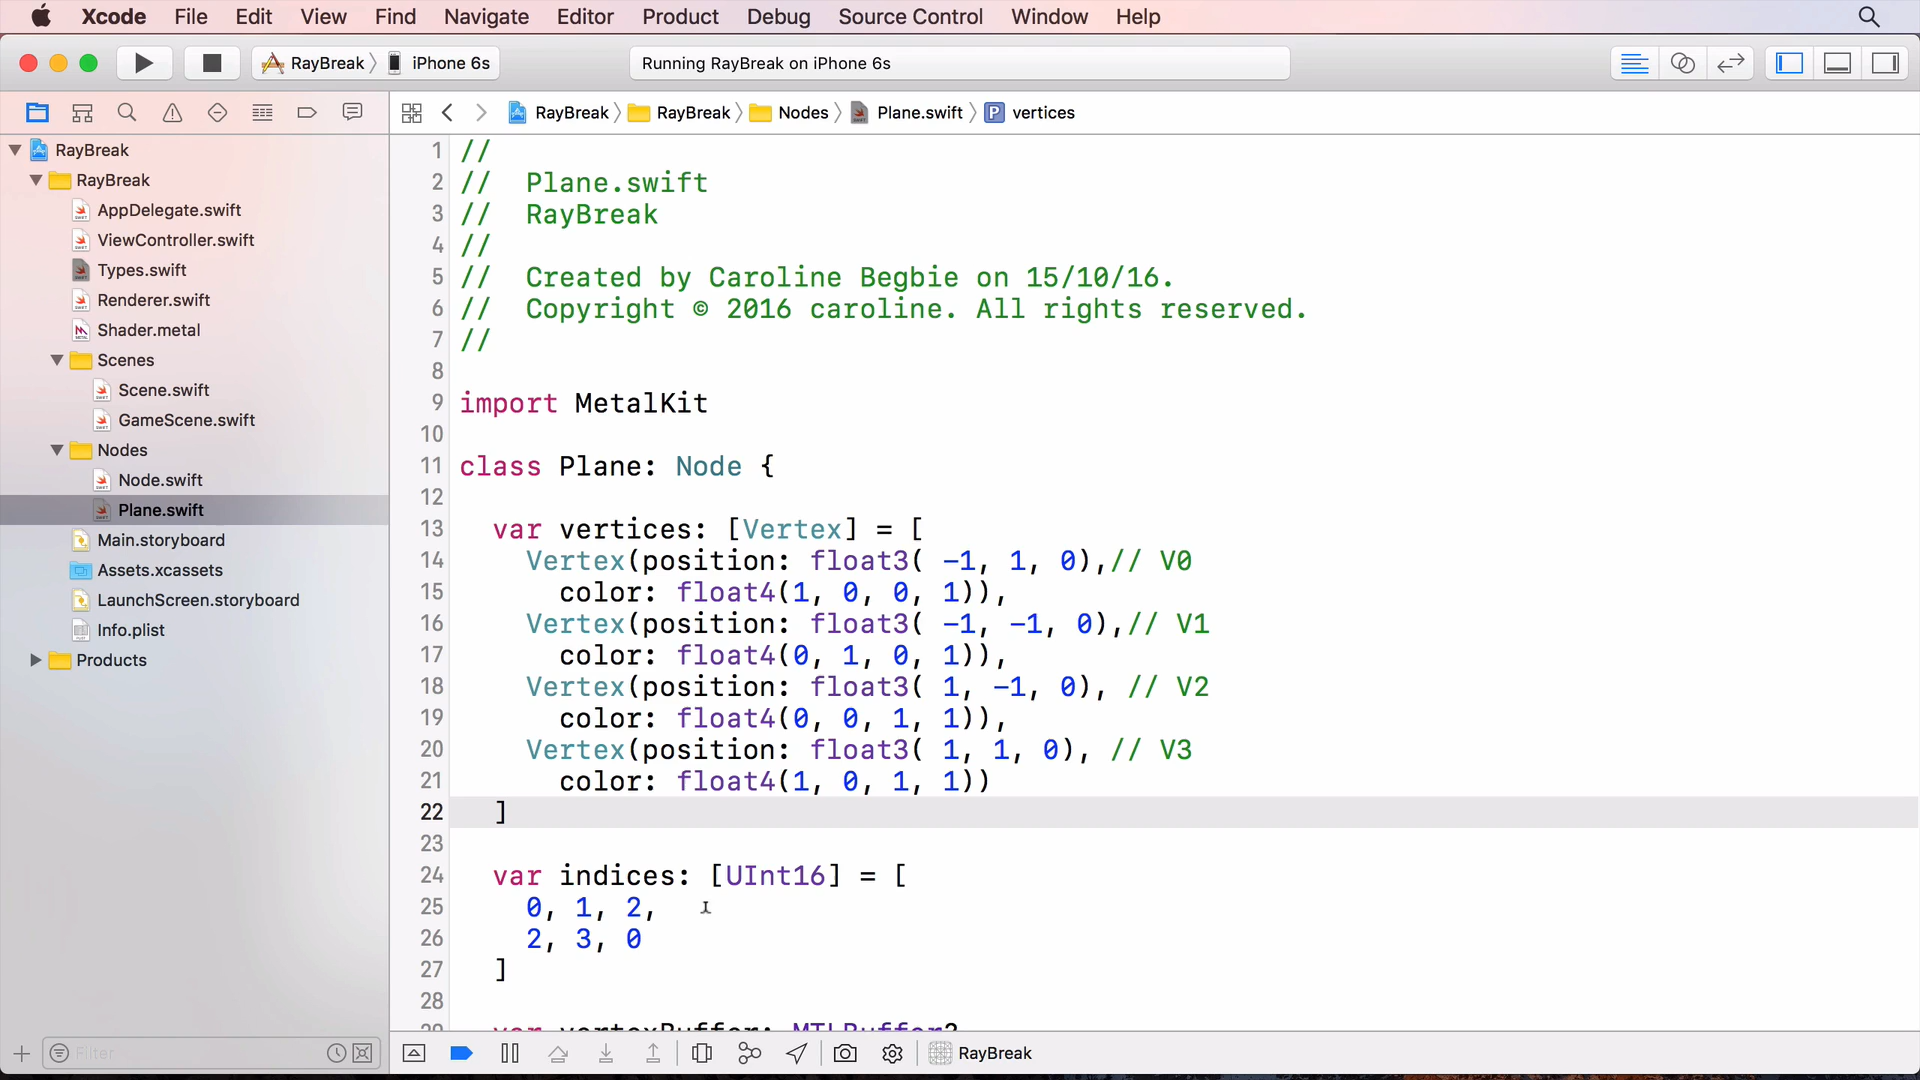 Xcode File Edit View Find Navigate Editor Product Debug Source Control Window Help
RayBreak iPhone 6s Running RayBreak on iPhone 6s
RayBreak RayBreak Nodes Plane.swift P vertices
RayBreak
RayBreak
AppDelegate.swift
ViewController.swift
Types.swift
Renderer.swift
Shader.metal
Scenes
Scene.swift
GameScene.swift
Nodes
Node.swift
Plane.swift
Main.storyboard
Assets.xcassets
LaunchScreen.storyboard
Info.plist
Products
Filter
1 //
2 //  Plane.swift
3 //  RayBreak
4 //
5 //  Created by Caroline Begbie on 15/10/16.
6 //  Copyright © 2016 caroline. All rights reserved.
7 //
8
9 import MetalKit
10
11 class Plane: Node {
12
13   var vertices: [Vertex] = [
14     Vertex(position: float3( -1, 1, 0),// V0
15       color: float4(1, 0, 0, 1)),
16     Vertex(position: float3( -1, -1, 0),// V1
17       color: float4(0, 1, 0, 1)),
18     Vertex(position: float3( 1, -1, 0), // V2
19       color: float4(0, 0, 1, 1)),
20     Vertex(position: float3( 1, 1, 0), // V3
21       color: float4(1, 0, 1, 1))
22   ]
23
24   var indices: [UInt16] = [
25     0, 1, 2,
26     2, 3, 0
27   ]
28
29   var vertexBuffer: MTLBuffer?
RayBreak